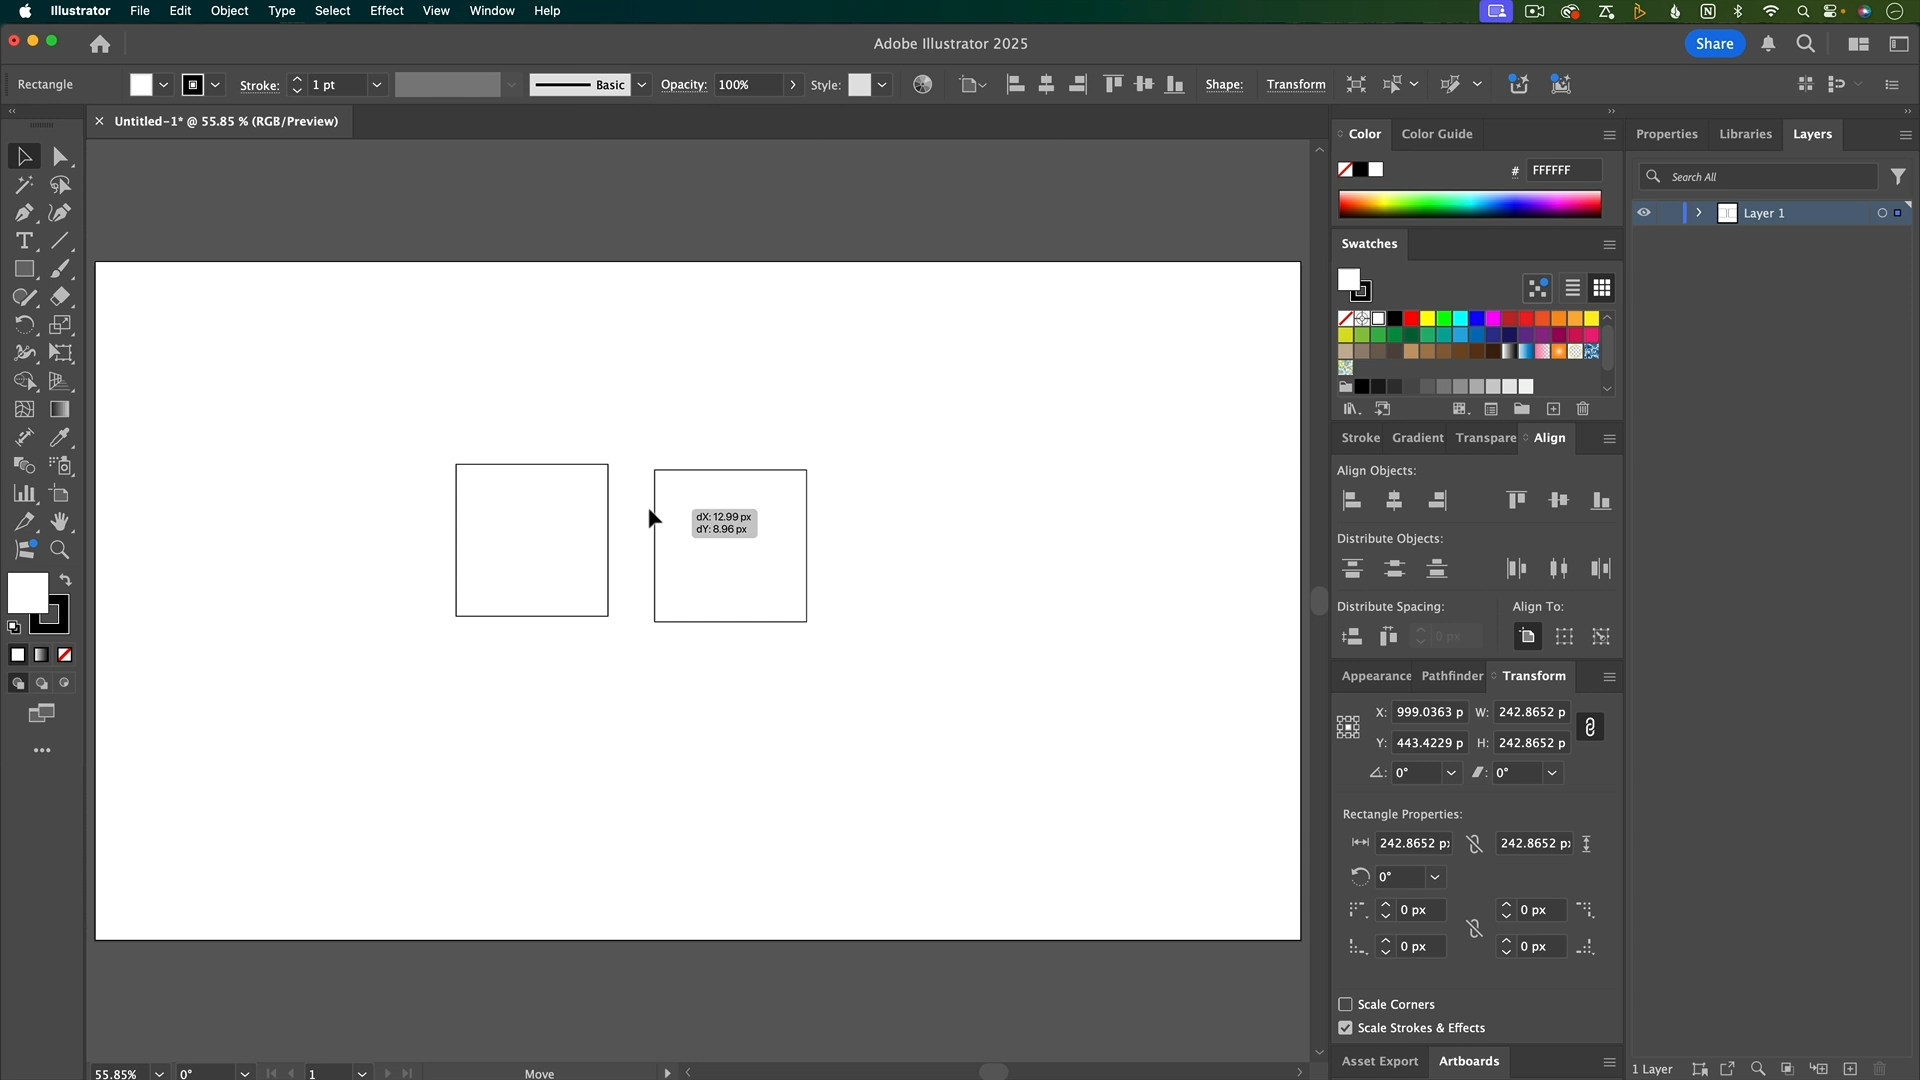 Illustrator File Edit Object Type Select Effect View Window Help
Adobe Illustrator 2025
Share
Rectangle
Stroke: 1 pt
Basic
Opacity: 100%
Style:
Shape:
Transform
Untitled-1* @ 55.85 % (RGB/Preview)
dX: 12.99 px
dY: 8.96 px
Color Color Guide
# FFFFFF
Swatches
Stroke Gradient Transpare Align
Align Objects:
Distribute Objects:
Distribute Spacing: Align To:
0 px
Appearance Pathfinder Transform
X: 999.0363 p W: 242.8652 p
Y: 443.4229 p H: 242.8652 p
0° 0°
Rectangle Properties:
242.8652 px 242.8652 px
0°
0 px 0 px
0 px 0 px
Scale Corners
Scale Strokes & Effects
Asset Export Artboards
Properties Libraries Layers
Search All
Layer 1
1 Layer
55.85% 0° 1 Move